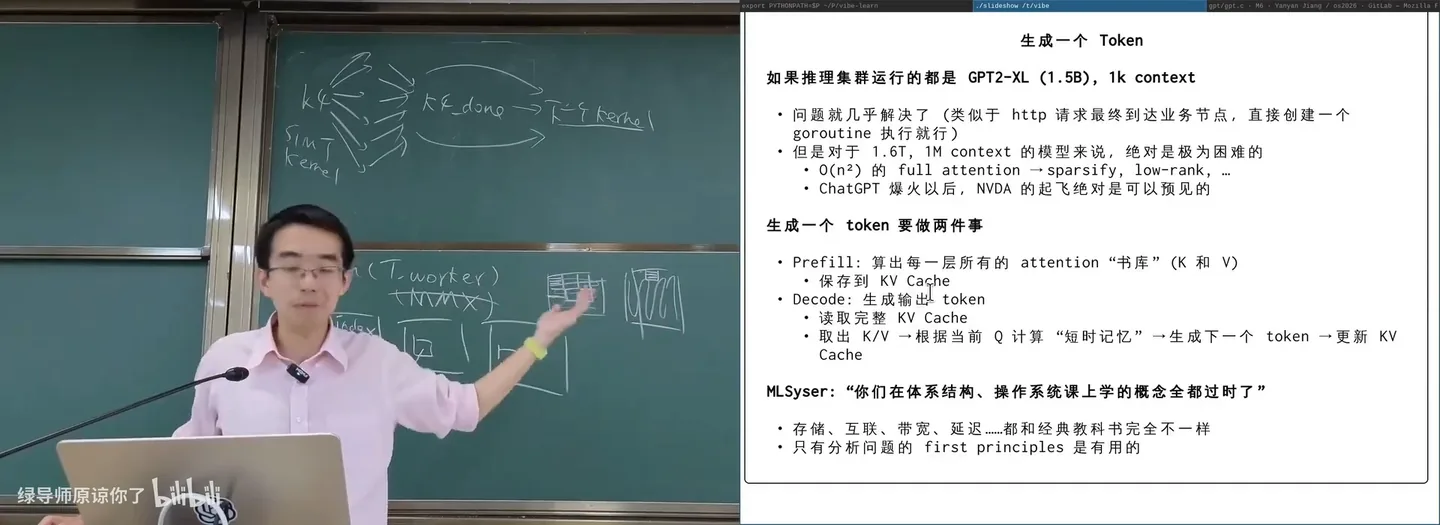 export PYTHONPATH=$P ~/P/vibe-learn
./slideshow /t/vibe
gpt/gpt.c - M6 - Yanyan Jiang / os2026 - GitLab — Mozilla F
k4
k4_done
下一个 kernel
SIMT
kernel
(T_worker)
(MMX)
index
绿导师原谅你了
bilibili
生成一个 Token
如果推理集群运行的都是 GPT2-XL (1.5B), 1k context
• 问题就几乎解决了 (类似于 http 请求最终到达业务节点，直接创建一个
goroutine 执行就行)
• 但是对于 1.6T, 1M context 的模型来说，绝对是极为困难的
• O(n²) 的 full attention →sparsify, low-rank, …
• ChatGPT 爆火以后，NVDA 的起飞绝对是可以预见的
生成一个 token 要做两件事
• Prefill: 算出每一层所有的 attention “书库” (K 和 V)
• 保存到 KV Cache
• Decode: 生成输出 token
• 读取完整 KV Cache
• 取出 K/V →根据当前 Q 计算 “短时记忆” →生成下一个 token →更新 KV
Cache
MLSyser: “你们在体系结构、操作系统课上学的概念全都过时了”
• 存储、互联、带宽、延迟……都和经典教科书完全不一样
• 只有分析问题的 first principles 是有用的